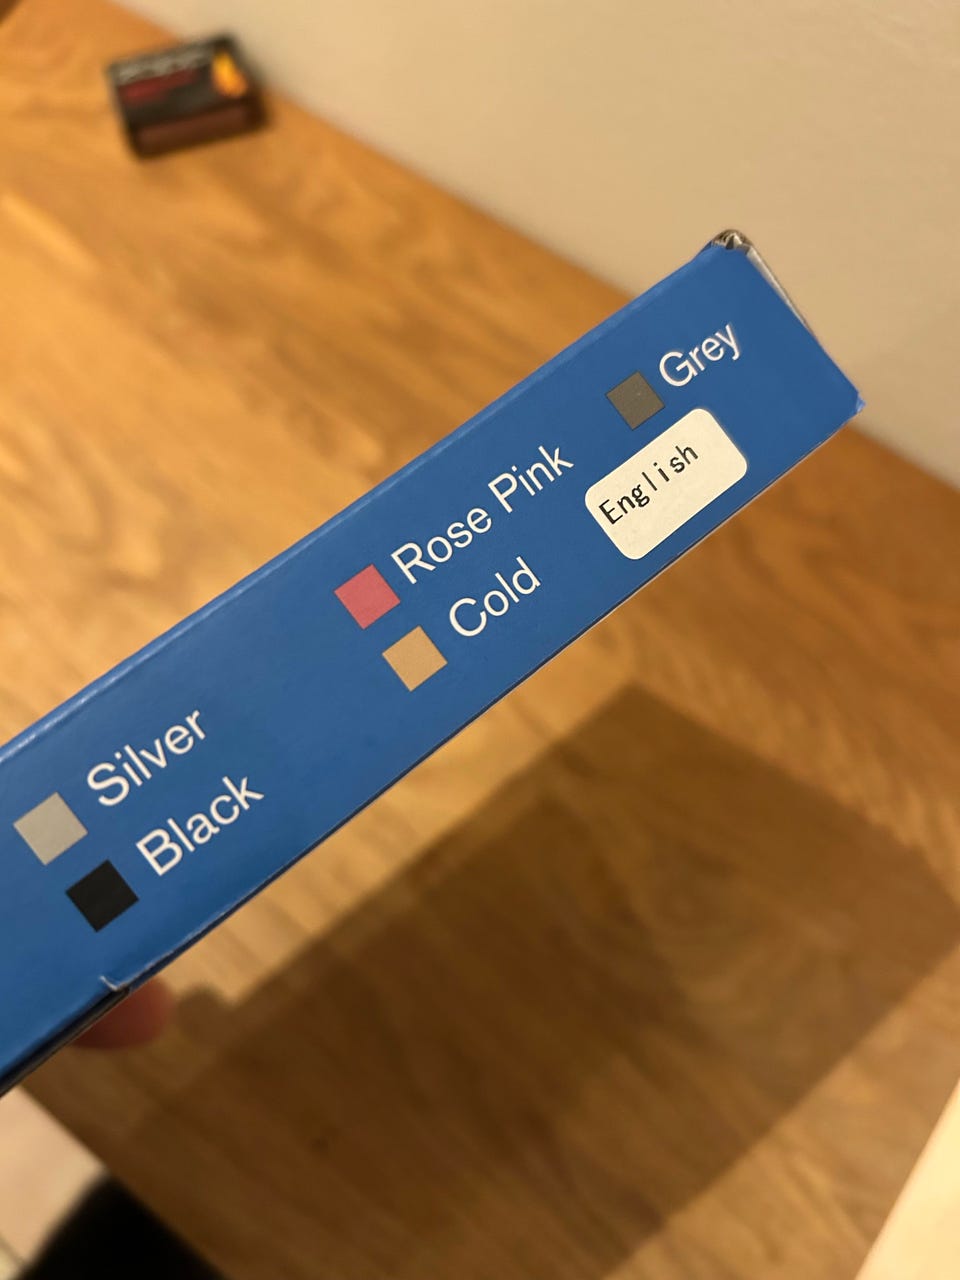 Silver
Black
Rose Pink
Cold
Grey
English